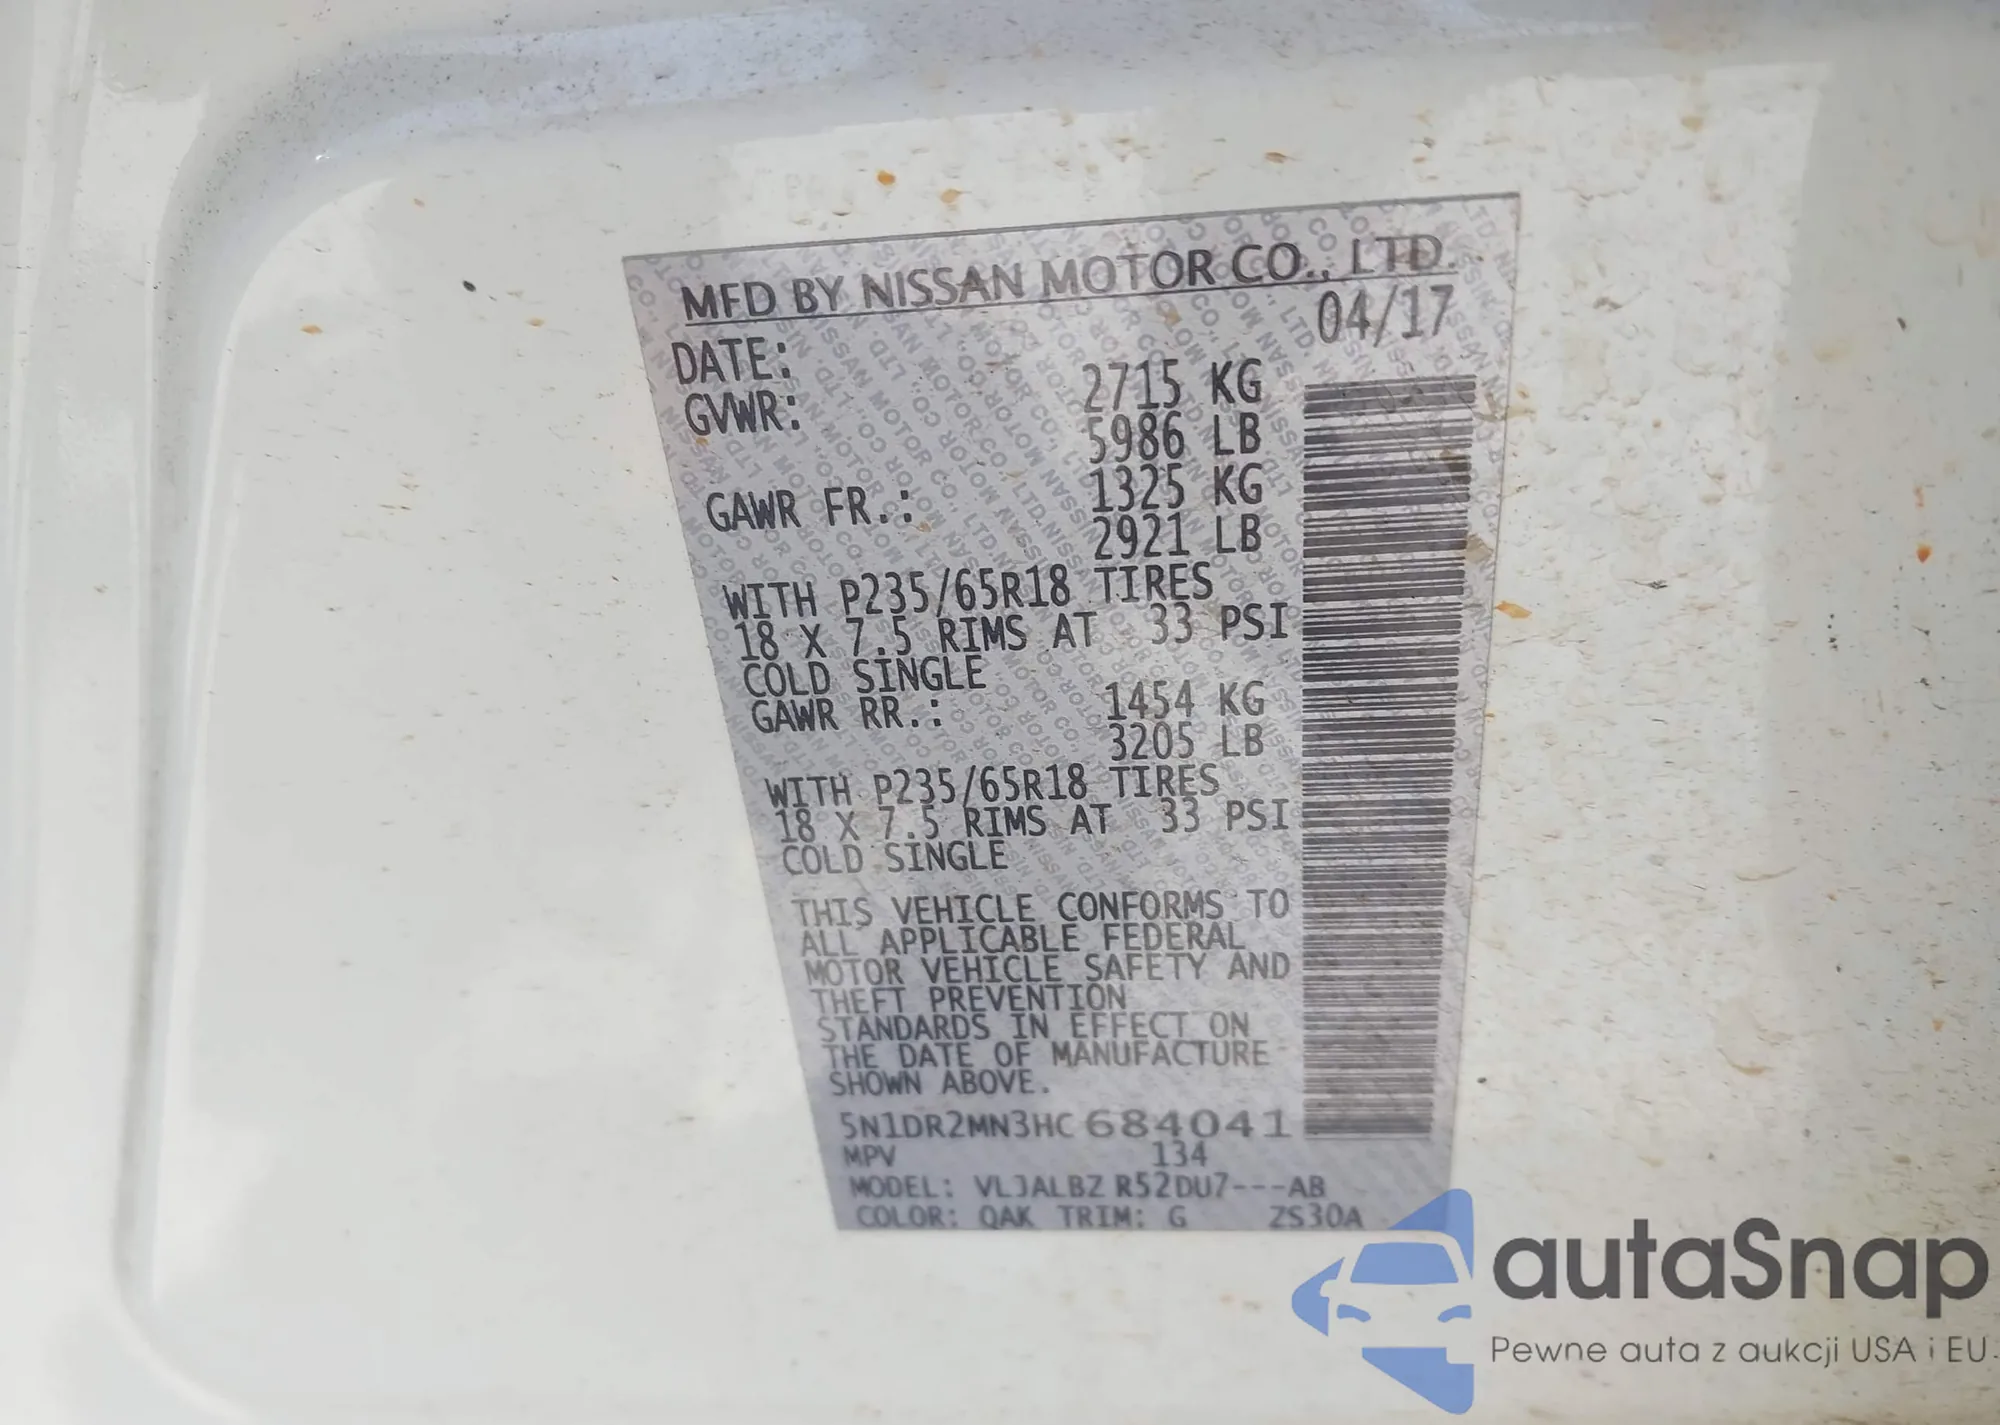 MFD BY NISSAN MOTOR CO., LTD.
DATE: 04/17
GVWR: 2715 KG
5986 LB
GAWR FR.: 1325 KG
2921 LB
WITH P235/65R18 TIRES
18 X 7.5 RIMS AT 33 PSI
COLD SINGLE
GAWR RR.: 1454 KG
3205 LB
WITH P235/65R18 TIRES
18 X 7.5 RIMS AT 33 PSI
COLD SINGLE
THIS VEHICLE CONFORMS TO
ALL APPLICABLE FEDERAL
MOTOR VEHICLE SAFETY AND
THEFT PREVENTION
STANDARDS IN EFFECT ON
THE DATE OF MANUFACTURE
SHOWN ABOVE.
5N1DR2MN3HC684041
MPV 134
MODEL: VLJALBZ R52DU7---AB
COLOR: QAK TRIM: G ZS30A
autaSnap
Pewne auta z aukcji USA i EU.